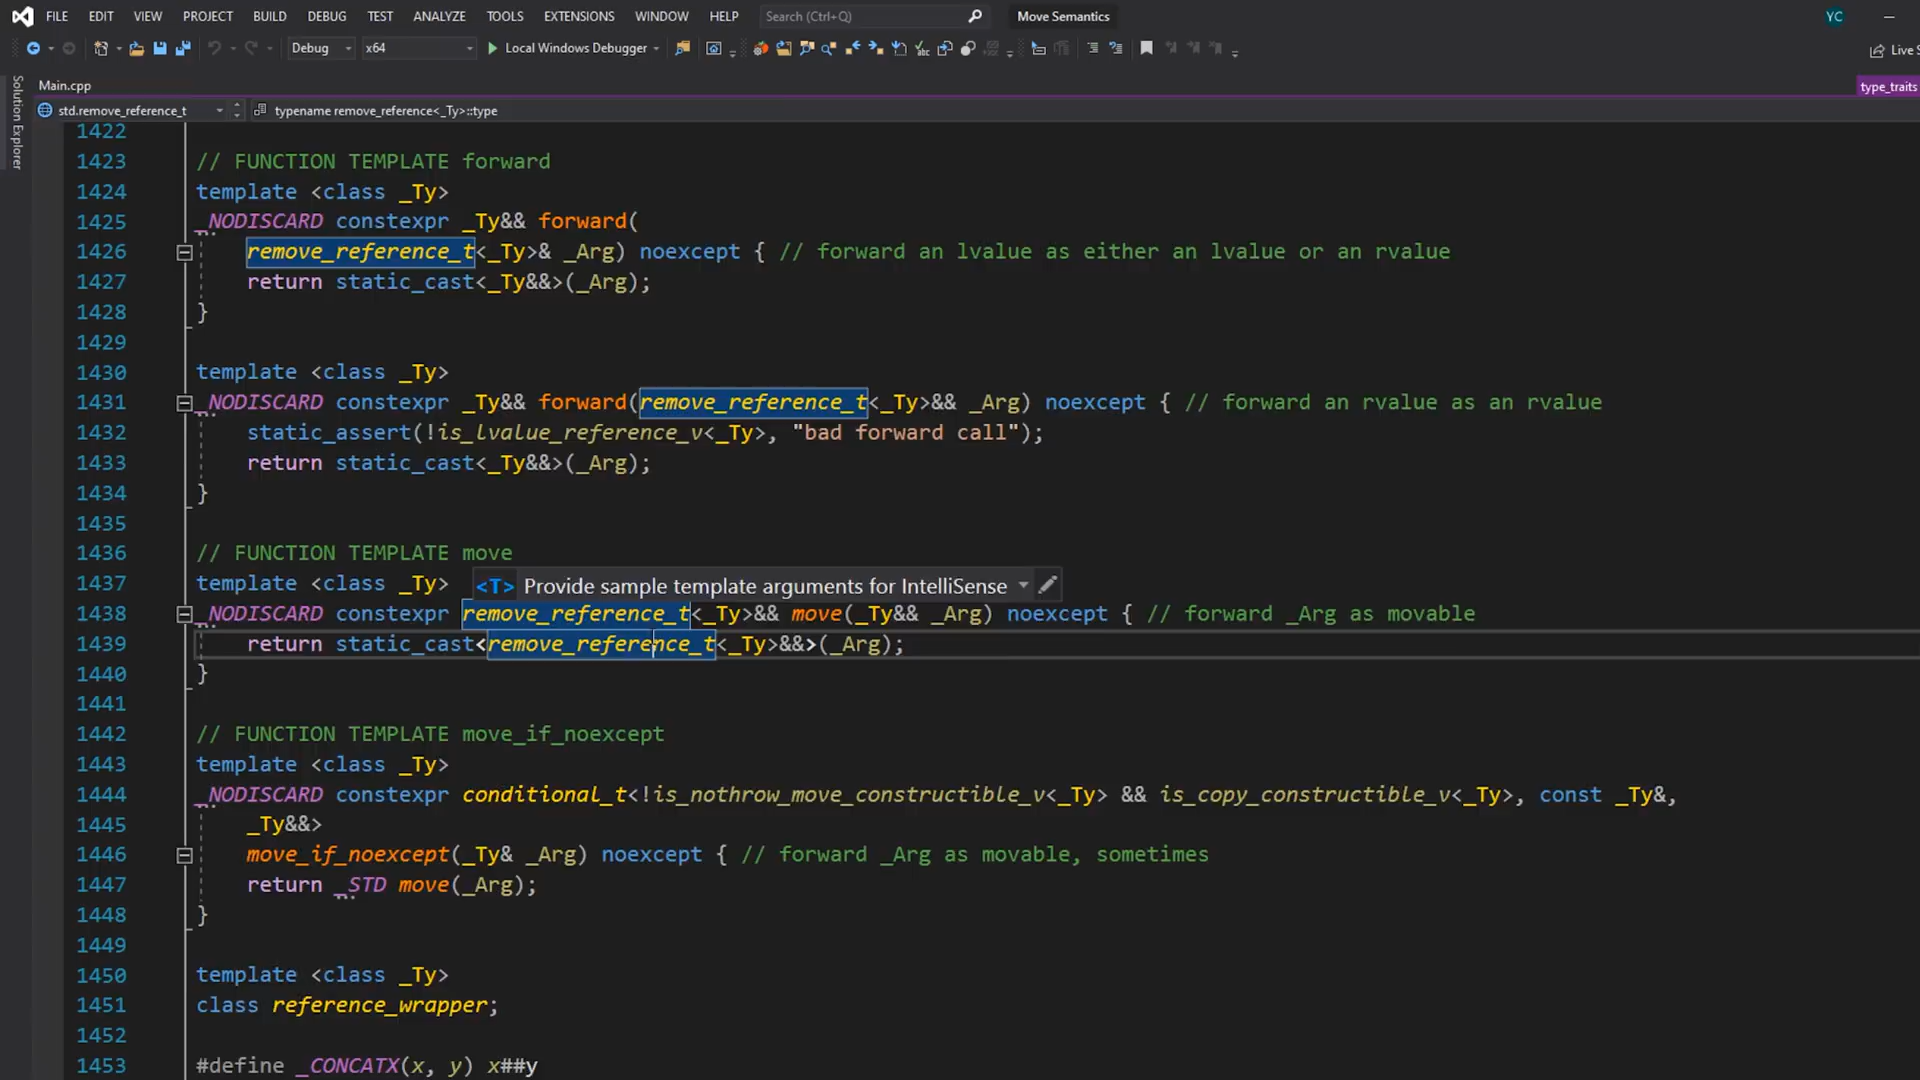 FILE EDIT VIEW PROJECT BUILD DEBUG TEST ANALYZE TOOLS EXTENSIONS WINDOW HELP Search (Ctrl+Q) Move Semantics YC
Debug x64 Local Windows Debugger Live S
Solution Explorer
Main.cpp type_traits
std.remove_reference_t typename remove_reference<_Ty>::type
1422
1423 // FUNCTION TEMPLATE forward
1424 template <class _Ty>
1425 _NODISCARD constexpr _Ty&& forward(
1426 remove_reference_t<_Ty>& _Arg) noexcept { // forward an lvalue as either an lvalue or an rvalue
1427 return static_cast<_Ty&&>(_Arg);
1428 }
1429
1430 template <class _Ty>
1431 _NODISCARD constexpr _Ty&& forward(remove_reference_t<_Ty>&& _Arg) noexcept { // forward an rvalue as an rvalue
1432 static_assert(!is_lvalue_reference_v<_Ty>, "bad forward call");
1433 return static_cast<_Ty&&>(_Arg);
1434 }
1435
1436 // FUNCTION TEMPLATE move
1437 template <class _Ty> <T> Provide sample template arguments for IntelliSense
1438 _NODISCARD constexpr remove_reference_t<_Ty>&& move(_Ty&& _Arg) noexcept { // forward _Arg as movable
1439 return static_cast<remove_reference_t<_Ty>&&>(_Arg);
1440 }
1441
1442 // FUNCTION TEMPLATE move_if_noexcept
1443 template <class _Ty>
1444 _NODISCARD constexpr conditional_t<!is_nothrow_move_constructible_v<_Ty> && is_copy_constructible_v<_Ty>, const _Ty&,
1445 _Ty&&>
1446 move_if_noexcept(_Ty& _Arg) noexcept { // forward _Arg as movable, sometimes
1447 return _STD move(_Arg);
1448 }
1449
1450 template <class _Ty>
1451 class reference_wrapper;
1452
1453 #define _CONCATX(x, y) x##y